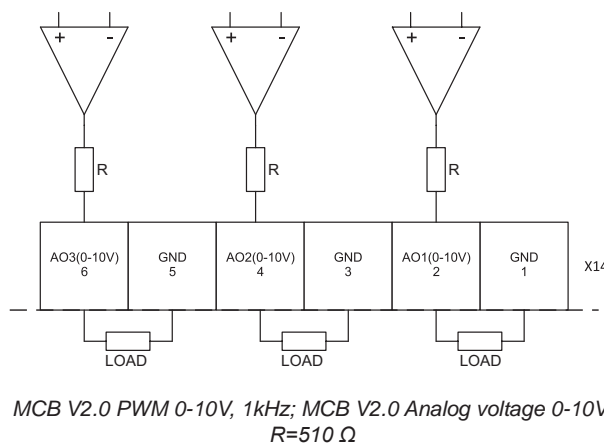 + - + - + -
R R R
AO3(0-10V) GND AO2(0-10V) GND AO1(0-10V) GND
6 5 4 3 2 1
X14
LOAD LOAD LOAD
MCB V2.0 PWM 0-10V, 1kHz; MCB V2.0 Analog voltage 0-10V
R=510 Ω